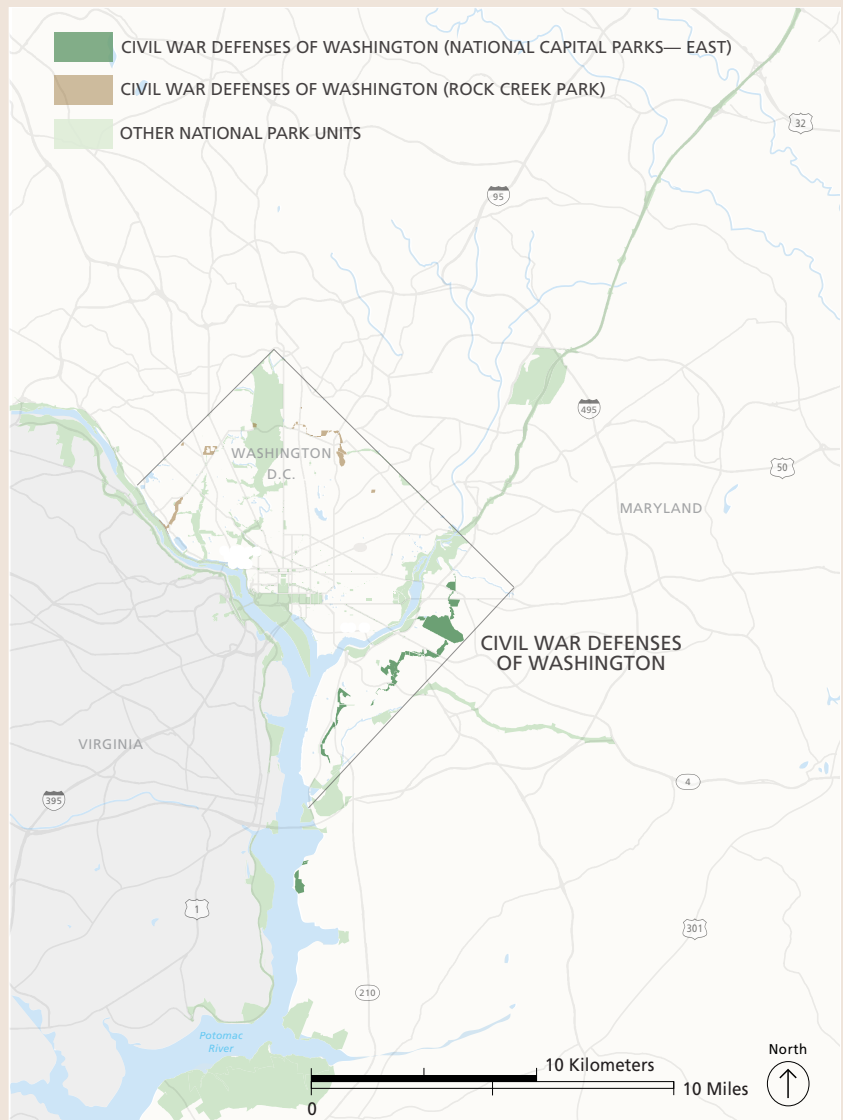 CIVIL WAR DEFENSES OF WASHINGTON (NATIONAL CAPITAL PARKS— EAST)
CIVIL WAR DEFENSES OF WASHINGTON (ROCK CREEK PARK)
OTHER NATIONAL PARK UNITS
32
95
495
WASHINGTON
D.C.
50
MARYLAND
CIVIL WAR DEFENSES
OF WASHINGTON
VIRGINIA
4
395
1
301
210
Potomac
River
North
10 Kilometers
10 Miles
0